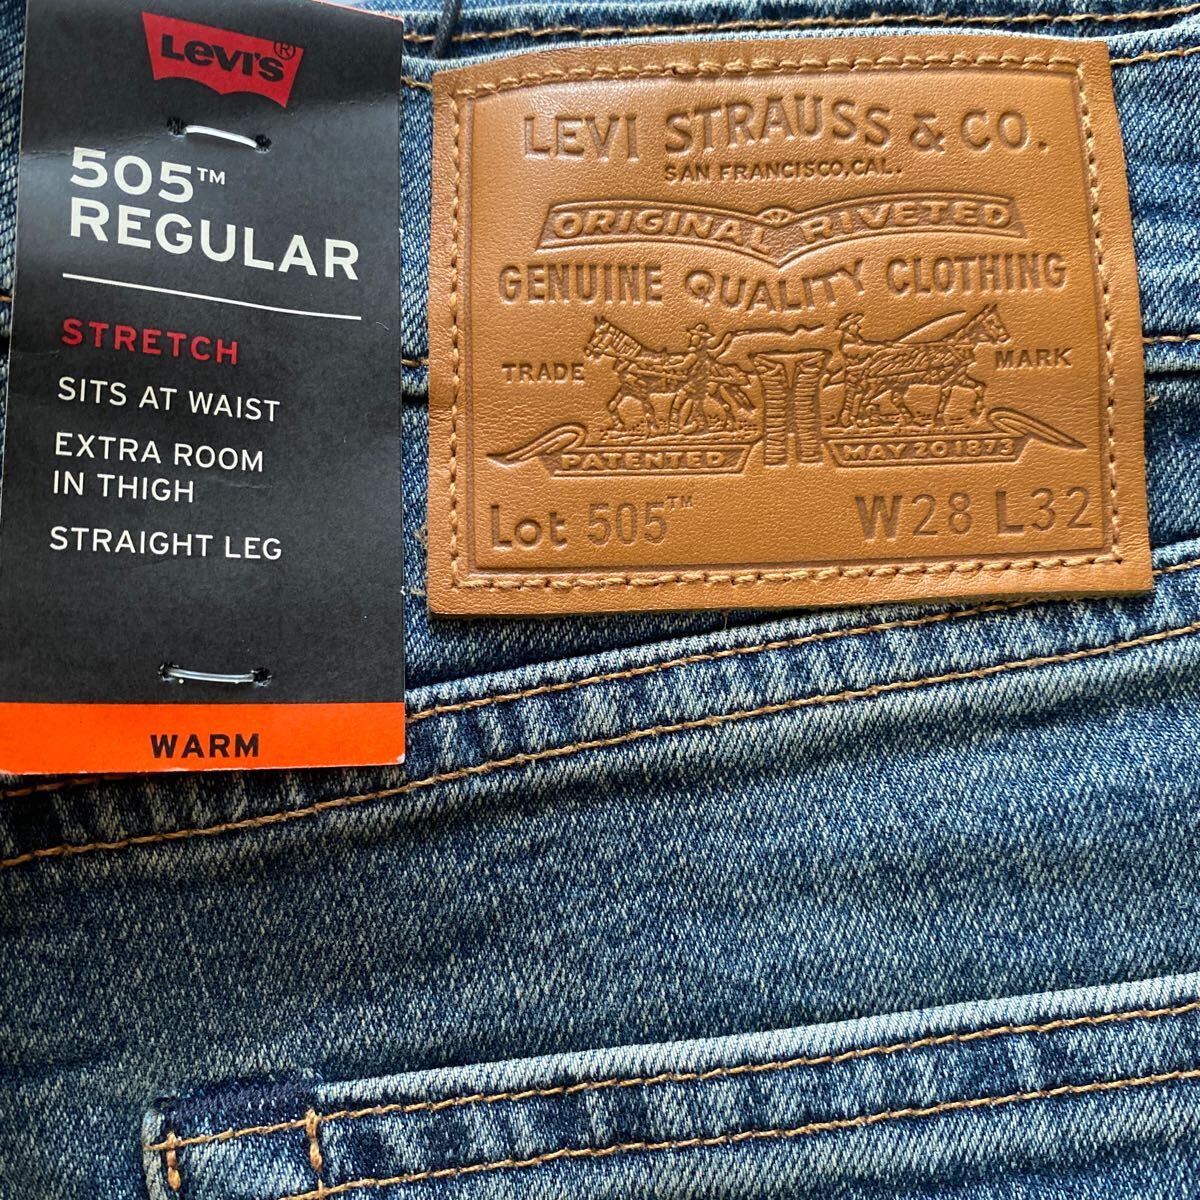 Levi's®
505™
REGULAR
STRETCH
SITS AT WAIST
EXTRA ROOM
IN THIGH
STRAIGHT LEG
WARM
LEVI STRAUSS & CO.
SAN FRANCISCO, CAL.
ORIGINAL RIVETED
GENUINE QUALITY CLOTHING
TRADE MARK
PATENTED MAY 20 1873
Lot 505™ W28 L32